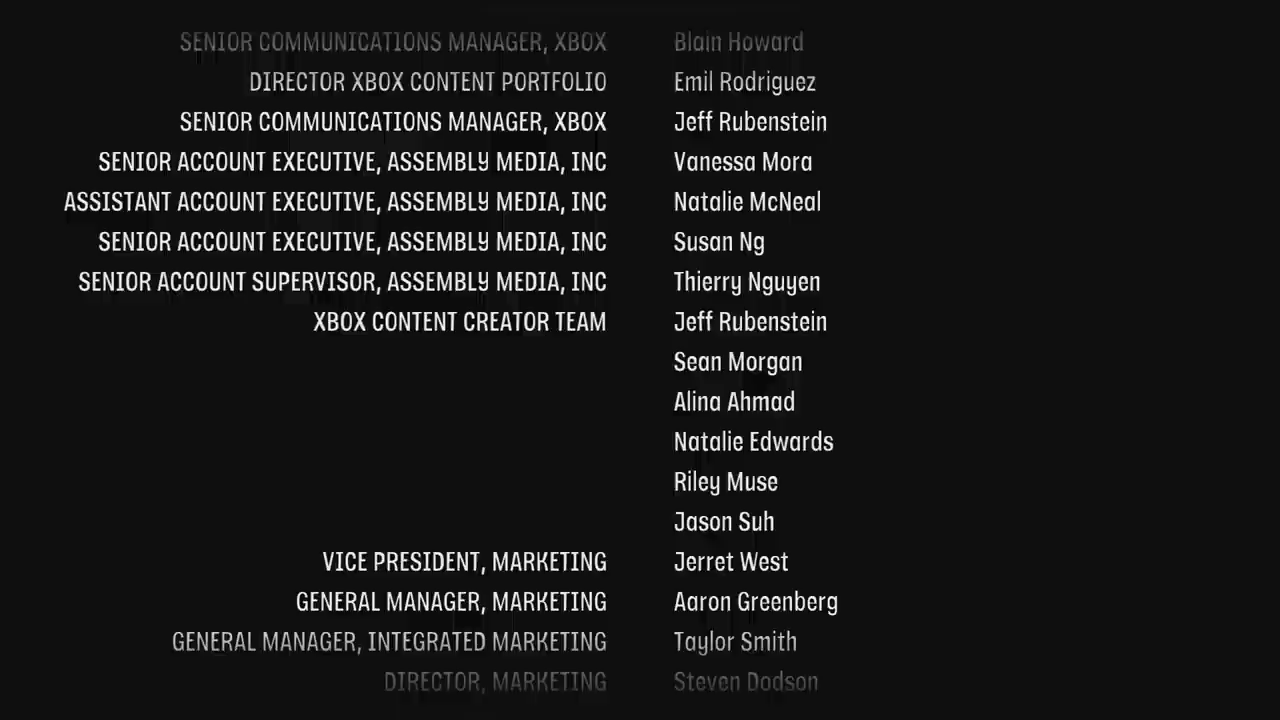 SENIOR COMMUNICATIONS MANAGER, XBOX Blain Howard
DIRECTOR XBOX CONTENT PORTFOLIO Emil Rodriguez
SENIOR COMMUNICATIONS MANAGER, XBOX Jeff Rubenstein
SENIOR ACCOUNT EXECUTIVE, ASSEMBLY MEDIA, INC Vanessa Mora
ASSISTANT ACCOUNT EXECUTIVE, ASSEMBLY MEDIA, INC Natalie McNeal
SENIOR ACCOUNT EXECUTIVE, ASSEMBLY MEDIA, INC Susan Ng
SENIOR ACCOUNT SUPERVISOR, ASSEMBLY MEDIA, INC Thierry Nguyen
XBOX CONTENT CREATOR TEAM Jeff Rubenstein
Sean Morgan
Alina Ahmad
Natalie Edwards
Riley Muse
Jason Suh
VICE PRESIDENT, MARKETING Jerret West
GENERAL MANAGER, MARKETING Aaron Greenberg
GENERAL MANAGER, INTEGRATED MARKETING Taylor Smith
DIRECTOR, MARKETING Steven Dodson